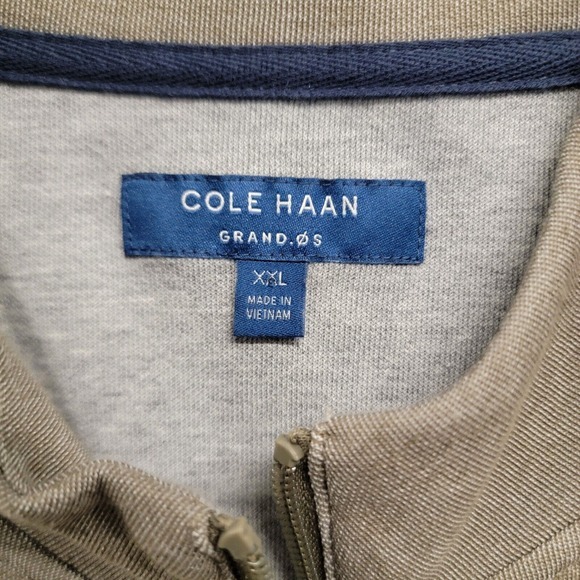 COLE HAAN
GRAND.ØS
XXL
MADE IN
VIETNAM